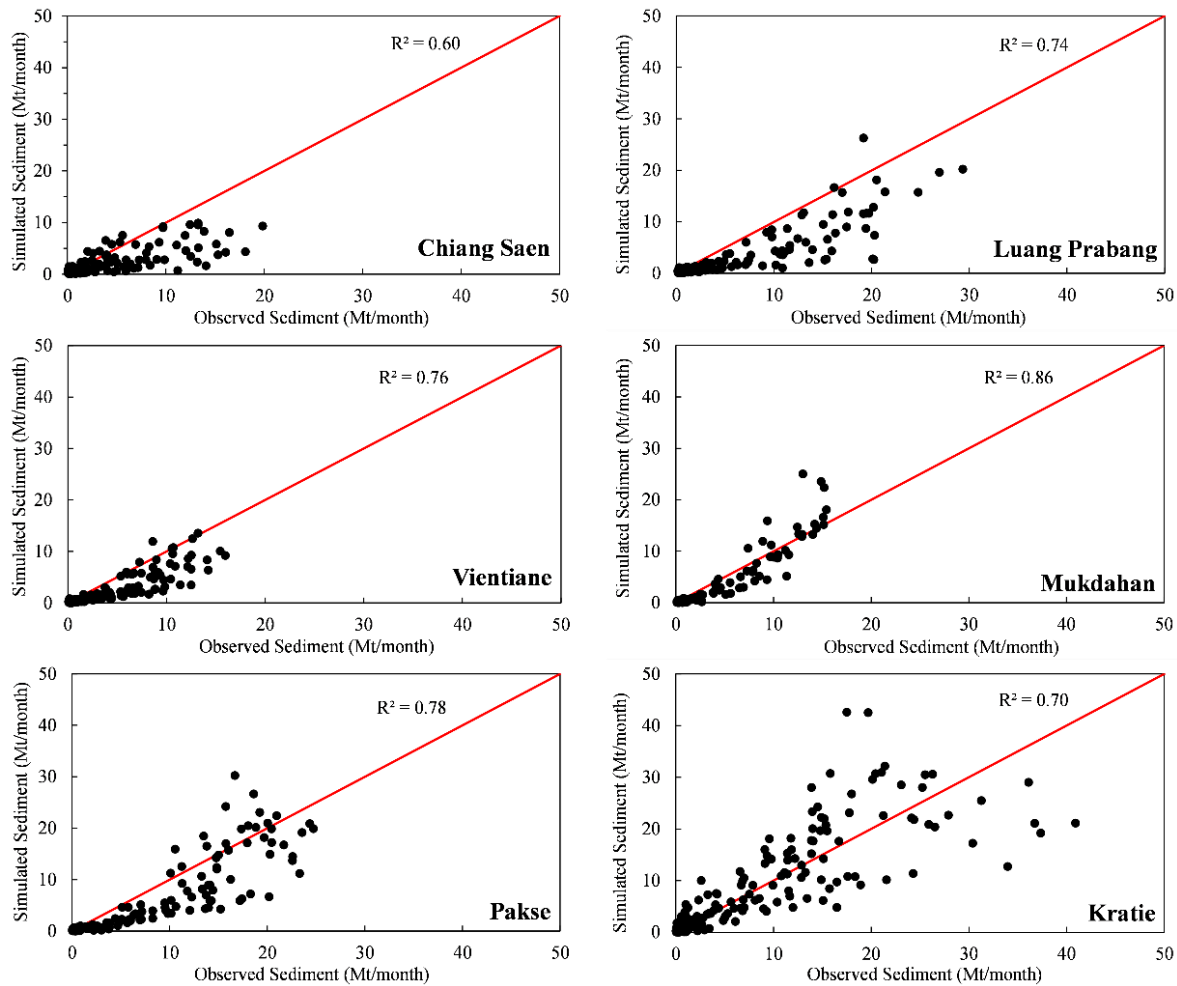 50
40
30
20
10
0
Simulated Sediment (Mt/month)
R² = 0.60
Chiang Saen
0 10 20 30 40 50
Observed Sediment (Mt/month)
50
40
30
20
10
0
Simulated Sediment (Mt/month)
R² = 0.74
Luang Prabang
0 10 20 30 40 50
Observed Sediment (Mt/month)
50
40
30
20
10
0
Simulated Sediment (Mt/month)
R² = 0.76
Vientiane
0 10 20 30 40 50
Observed Sediment (Mt/month)
50
40
30
20
10
0
Simulated Sediment (Mt/month)
R² = 0.86
Mukdahan
0 10 20 30 40 50
Observed Sediment (Mt/month)
50
40
30
20
10
0
Simulated Sediment (Mt/month)
R² = 0.78
Pakse
0 10 20 30 40 50
Observed Sediment (Mt/month)
50
40
30
20
10
0
Simulated Sediment (Mt/month)
R² = 0.70
Kratie
0 10 20 30 40 50
Observed Sediment (Mt/month)